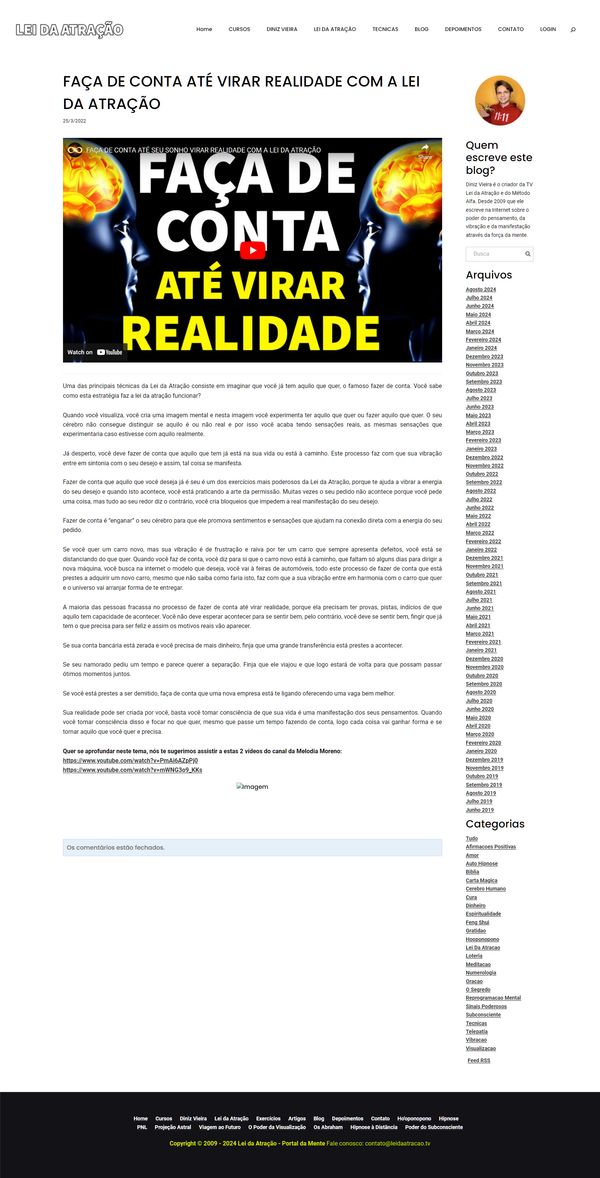 LEI DA ATRAÇÃO
Home CURSOS DINIZ VIEIRA LEI DA ATRAÇÃO TECNICAS BLOG DEPOIMENTOS CONTATO LOGIN
FAÇA DE CONTA ATÉ VIRAR REALIDADE COM A LEI
DA ATRAÇÃO
25/3/2022
FAÇA DE CONTA ATÉ SEU SONHO VIRAR REALIDADE COM A LEI DA ATRAÇÃO
Share
FAÇA DE
CONTA
ATÉ VIRAR
REALIDADE
Watch on YouTube
Uma das principais técnicas da Lei da Atração consiste em imaginar que você já tem aquilo que quer, o famoso fazer de conta. Você sabe
como esta estratégia faz a lei da atração funcionar?
Quando você visualiza, você cria uma imagem mental e nesta imagem você experimenta ter aquilo que quer ou fazer aquilo que quer. O seu
cérebro não consegue distinguir se aquilo é ou não real e por isso você acaba tendo sensações reais, as mesmas sensações que
experimentaria caso estivesse com aquilo realmente.
Já desperto, você deve fazer de conta que aquilo que tem já está na sua vida ou está à caminho. Este processo faz com que sua vibração
entre em sintonia com o seu desejo e assim, tal coisa se manifesta.
Fazer de conta que aquilo que você deseja já é seu é um dos exercícios mais poderosos da Lei da Atração, porque te ajuda a vibrar a energia
do seu desejo e quando isto acontece, você está praticando a arte da permissão. Muitas vezes o seu pedido não acontece porque você pede
uma coisa, mas tudo ao seu redor diz o contrário, você cria bloqueios que impedem a real manifestação do seu desejo.
Fazer de conta é "enganar" o seu cérebro para que ele promova sentimentos e sensações que ajudam na conexão direta com a energia do seu
pedido.
Se você quer um carro novo, mas sua vibração é de frustração e raiva por ter um carro que sempre apresenta defeitos, você está se
distanciando do que quer. Quando você faz de conta, você diz para si que o carro novo está à caminho, que faltam só alguns dias para dirigir a
nova máquina, você busca na internet o modelo que deseja, você vai à feiras de automóveis, todo este processo de fazer de conta que está
prestes a adquirir um novo carro, mesmo que não saiba como faria isto, faz com que a sua vibração entre em harmonia com o carro que quer
e o universo vai arranjar forma de te entregar.
A maioria das pessoas fracassa no processo de fazer de conta até virar realidade, porque ela precisam ter provas, pistas, indícios de que
aquilo tem capacidade de acontecer. Você não deve esperar acontecer para se sentir bem, pelo contrário, você deve se sentir bem, fingir que já
tem o que precisa para ser feliz e assim os motivos reais vão aparecer.
Se sua conta bancária está zerada e você precisa de mais dinheiro, finja que uma grande transferência está prestes a acontecer.
Se seu namorado pediu um tempo e parece querer a separação. Finja que ele viajou e que logo estará de volta para que possam passar
ótimos momentos juntos.
Se você está prestes a ser demitido, faça de conta que uma nova empresa está te ligando oferecendo uma vaga bem melhor.
Sua realidade pode ser criada por você, basta você tomar consciência de que sua vida é uma manifestação dos seus pensamentos. Quando
você tomar consciência disso e focar no que quer, mesmo que passe um tempo fazendo de conta, logo cada coisa vai ganhar forma e se
tornar aquilo que você quer e precisa.
Quer se aprofundar neste tema, nós te sugerimos assistir a estas 2 vídeos do canal da Melodia Moreno:
https://www.youtube.com/watch?v=PmAi6AZpPj0
https://www.youtube.com/watch?v=mWNG3o9_KKs
Imagem
Os comentários estão fechados.
11:11
Quem
escreve este
blog?
Diniz Vieira é o criador da TV
Lei da Atração e do Método
Alfa. Desde 2009 que ele
escreve na Internet sobre o
poder do pensamento, da
vibração e da manifestação
através da força da mente.
Busca
Arquivos
Agosto 2024
Julho 2024
Junho 2024
Maio 2024
Abril 2024
Março 2024
Fevereiro 2024
Janeiro 2024
Dezembro 2023
Novembro 2023
Outubro 2023
Setembro 2023
Agosto 2023
Julho 2023
Junho 2023
Maio 2023
Abril 2023
Março 2023
Fevereiro 2023
Janeiro 2023
Dezembro 2022
Novembro 2022
Outubro 2022
Setembro 2022
Agosto 2022
Julho 2022
Junho 2022
Maio 2022
Abril 2022
Março 2022
Fevereiro 2022
Janeiro 2022
Dezembro 2021
Novembro 2021
Outubro 2021
Setembro 2021
Agosto 2021
Julho 2021
Junho 2021
Maio 2021
Abril 2021
Março 2021
Fevereiro 2021
Janeiro 2021
Dezembro 2020
Novembro 2020
Outubro 2020
Setembro 2020
Agosto 2020
Julho 2020
Junho 2020
Maio 2020
Abril 2020
Março 2020
Fevereiro 2020
Janeiro 2020
Dezembro 2019
Novembro 2019
Outubro 2019
Setembro 2019
Agosto 2019
Julho 2019
Junho 2019
Categorias
Tudo
Afirmacoes Positivas
Amor
Auto Hipnose
Biblia
Carta Magica
Cerebro Humano
Cura
Dinheiro
Espiritualidade
Feng Shui
Gratidao
Hooponopono
Lei Da Atracao
Loteria
Meditacao
Numerologia
Oracao
O Segredo
Reprogramacao Mental
Sinais Poderosos
Subconsciente
Tecnicas
Telepatia
Vibracao
Visualizacao
Feed RSS
Home Cursos Diniz Vieira Lei da Atração Exercícios Artigos Blog Depoimentos Contato Ho'oponopono Hipnose
PNL Projeção Astral Viagem ao Futuro O Poder da Visualização Os Abraham Hipnose à Distância Poder do Subconsciente
Copyright © 2009 - 2024 Lei da Atração - Portal da Mente Fale conosco: contato@leidaatracao.tv